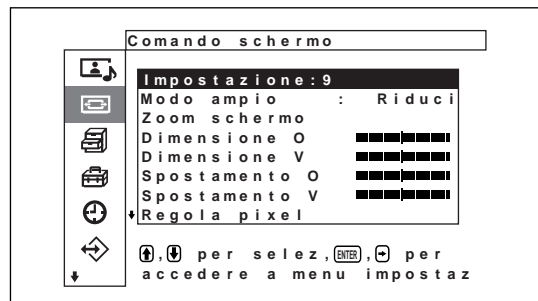 Comando schermo
Impostazione:9
Modo ampio : Riduci
Zoom schermo
Dimensione O
Dimensione V
Spostamento O
Spostamento V
Regola pixel
, per selez, ENTER, per
accedere a menu impostaz